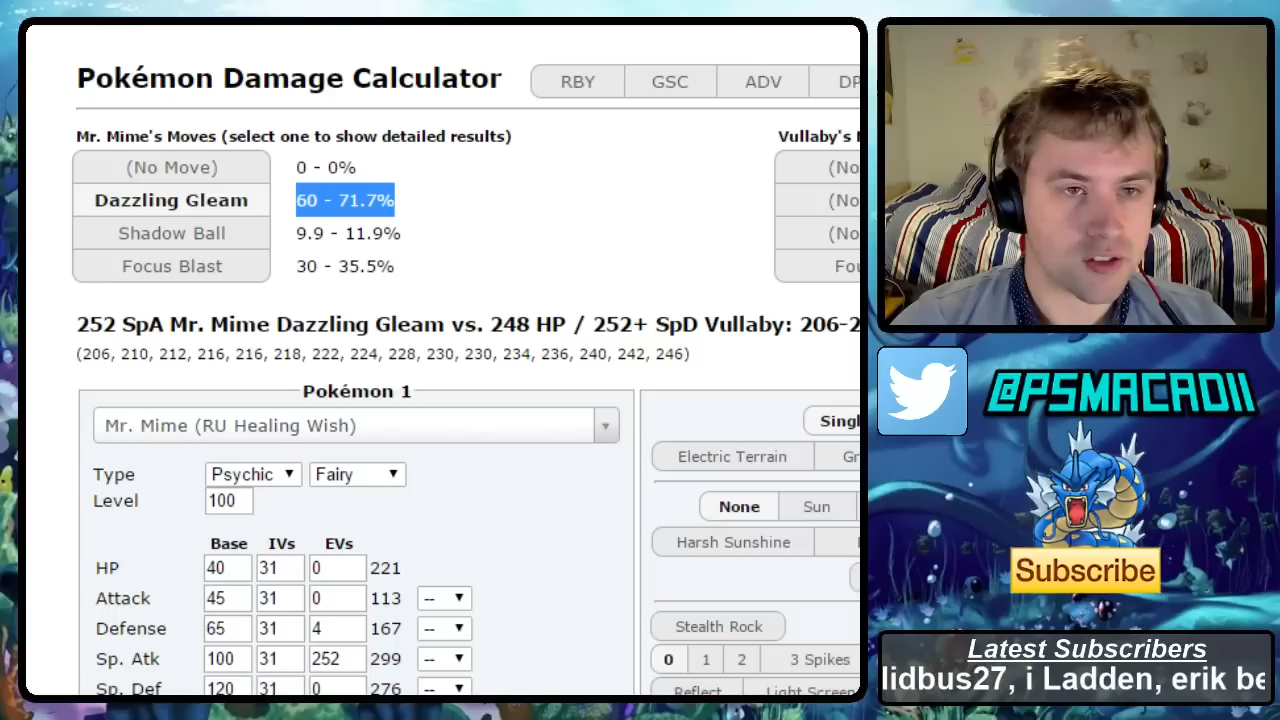 Pokémon Damage Calculator
RBY GSC ADV DP
Mr. Mime's Moves (select one to show detailed results)
Vullaby's
(No Move) 0 - 0% (No
Dazzling Gleam 60 - 71.7% (No
Shadow Ball 9.9 - 11.9% (No
Focus Blast 30 - 35.5% Fou
252 SpA Mr. Mime Dazzling Gleam vs. 248 HP / 252+ SpD Vullaby: 206-2
(206, 210, 212, 216, 216, 218, 222, 224, 228, 230, 230, 234, 236, 240, 242, 246)
Pokémon 1
Mr. Mime (RU Healing Wish)
Type Psychic Fairy
Level 100
Base IVs EVs
HP 40 31 0 221
Attack 45 31 0 113 --
Defense 65 31 4 167 --
Sp. Atk 100 31 252 299 --
Sp. Def 120 31 0 276 --
Singl
Electric Terrain Gr
None Sun
Harsh Sunshine
Stealth Rock
0 1 2 3 Spikes
Reflect Light Screen
@PSMACADII
Subscribe
Latest Subscribers
lidbus27, i Ladden, erik be